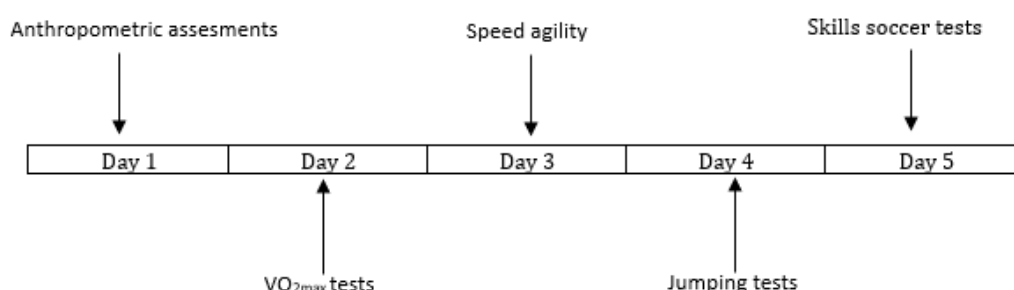 Anthropometric assesments
Speed agility
Skills soccer tests
Day 1
Day 2
Day 3
Day 4
Day 5
VO2max tests
Jumping tests